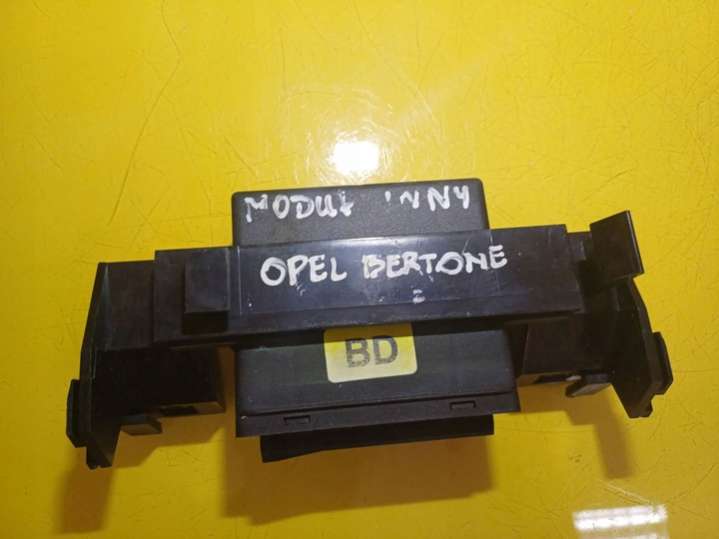 MODUŁ INNY
OPEL BERTONE
BD